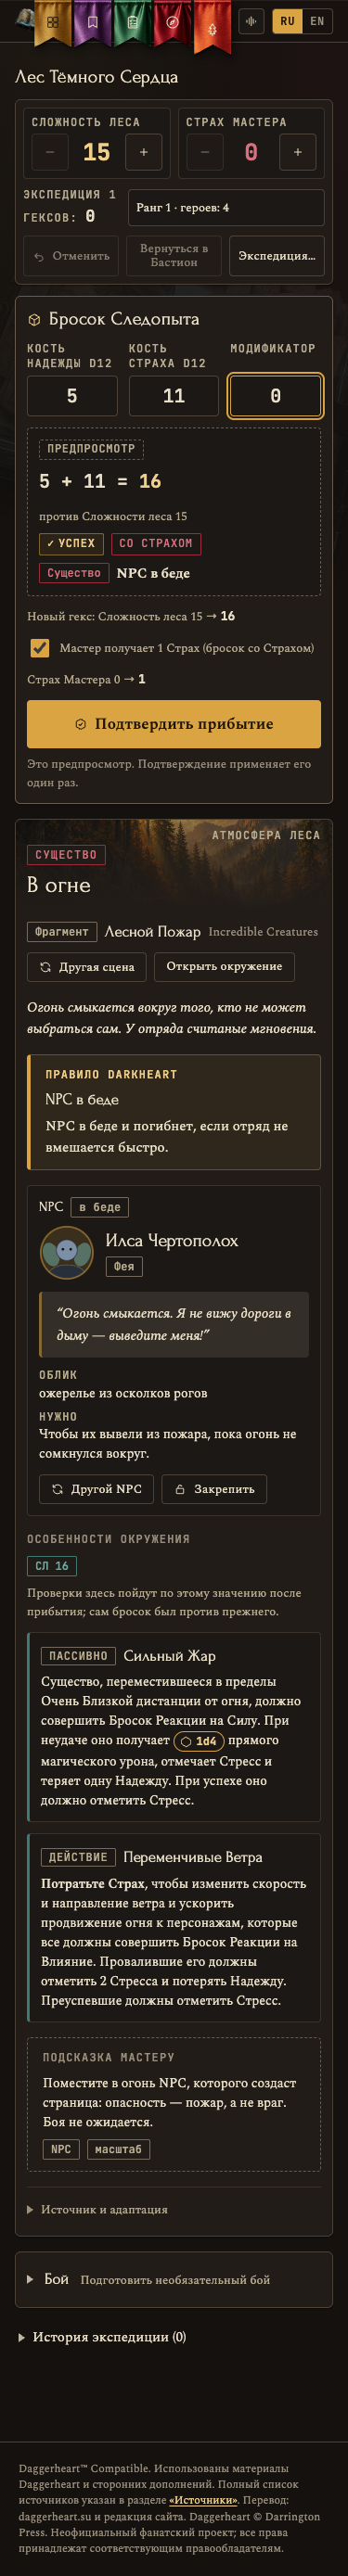 RU EN
Лес Тёмного Сердца
СЛОЖНОСТЬ ЛЕСА
− 15 +
СТРАХ МАСТЕРА
− 0 +
ЭКСПЕДИЦИЯ 1
ГЕКСОВ: 0
Ранг 1 · героев: 4
Отменить
Вернуться в
Бастион
Экспедиция…
Бросок Следопыта
КОСТЬ
НАДЕЖДЫ D12
КОСТЬ
СТРАХА D12
МОДИФИКАТОР
5
11
0
ПРЕДПРОСМОТР
5 + 11 = 16
против Сложности леса 15
✓ УСПЕХ
СО СТРАХОМ
Существо NPC в беде
Новый гекс: Сложность леса 15 → 16
Мастер получает 1 Страх (бросок со Страхом)
Страх Мастера 0 → 1
Подтвердить прибытие
Это предпросмотр. Подтверждение применяет его
один раз.
АТМОСФЕРА ЛЕСА
СУЩЕСТВО
В огне
Фрагмент Лесной Пожар Incredible Creatures
Другая сцена
Открыть окружение
Огонь смыкается вокруг того, кто не может
выбраться сам. У отряда считаные мгновения.
ПРАВИЛО DARKHEART
NPC в беде
NPC в беде и погибнет, если отряд не
вмешается быстро.
NPC в беде
Илса Чертополох
Фея
“Огонь смыкается. Я не вижу дороги в
дыму — выведите меня!”
ОБЛИК
ожерелье из осколков рогов
НУЖНО
Чтобы их вывели из пожара, пока огонь не
сомкнулся вокруг.
Другой NPC
Закрепить
ОСОБЕННОСТИ ОКРУЖЕНИЯ
СЛ 16
Проверки здесь пойдут по этому значению после
прибытия; сам бросок был против прежнего.
ПАССИВНО Сильный Жар
Существо, переместившееся в пределы
Очень Близкой дистанции от огня, должно
совершить Бросок Реакции на Силу. При
неудаче оно получает 1d4 прямого
магического урона, отмечает Стресс и
теряет одну Надежду. При успехе оно
должно отметить Стресс.
ДЕЙСТВИЕ Переменчивые Ветра
Потратьте Страх, чтобы изменить скорость
и направление ветра и ускорить
продвижение огня к персонажам, которые
все должны совершить Бросок Реакции на
Влияние. Провалившие его должны
отметить 2 Стресса и потерять Надежду.
Преуспевшие должны отметить Стресс.
ПОДСКАЗКА МАСТЕРУ
Поместите в огонь NPC, которого создаст
страница: опасность — пожар, а не враг.
Боя не ожидается.
NPC масштаб
Источник и адаптация
Бой Подготовить необязательный бой
История экспедиции (0)
Daggerheart™ Compatible. Использованы материалы
Daggerheart и сторонних дополнений. Полный список
источников указан в разделе «Источники». Перевод:
daggerheart.su и редакция сайта. Daggerheart © Darrington
Press. Неофициальный фанатский проект; все права
принадлежат соответствующим правообладателям.